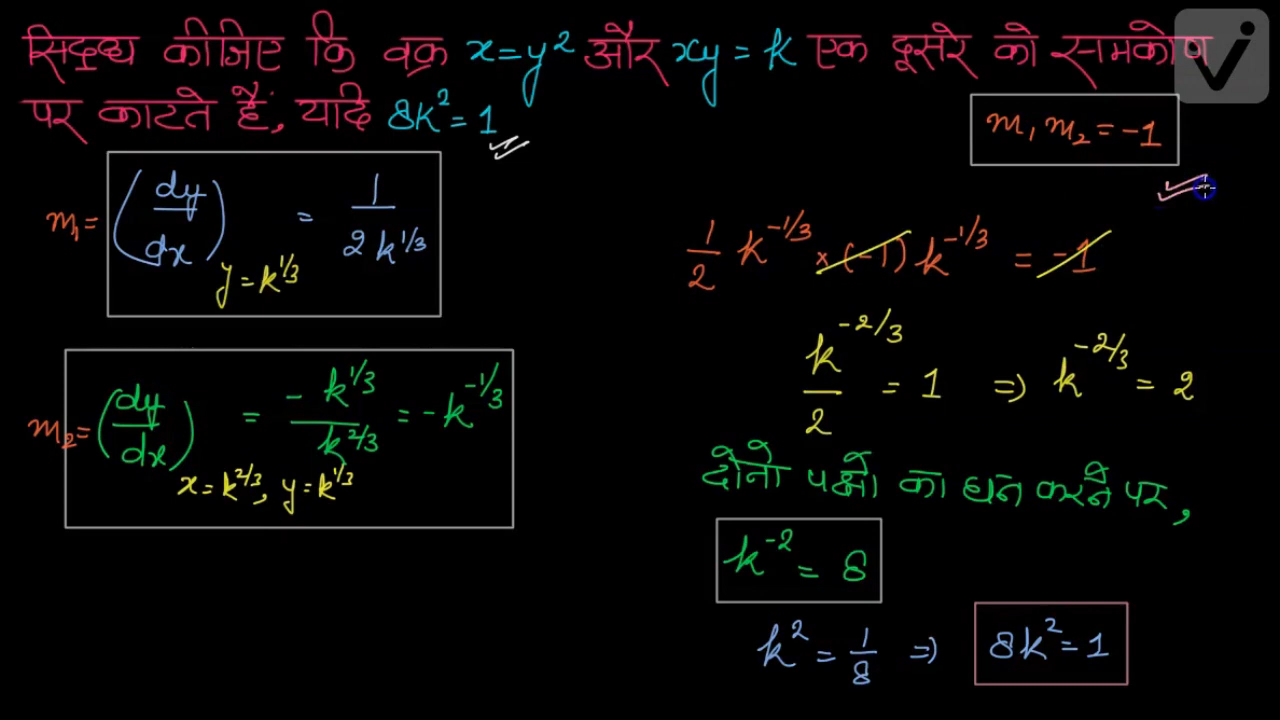 सिद्ध कीजिए कि वक्र x=y² और xy=k एक दूसरे को समकोण
पर काटते हैं, यदि 8k²=1
m₁= (dy/dx) y=k^1/3 = 1/2k^1/3
m₂= (dy/dx) x=k^2/3, y=k^1/3 = -k^1/3/k^2/3 = -k^-1/3
m₁m₂=-1
1/2 k^-1/3 × (-1) k^-1/3 = -1
k^-2/3/2 = 1 => k^-2/3 = 2
दोनो पक्षो का घन करने पर,
k^-2 = 8
k² = 1/8 => 8k²=1